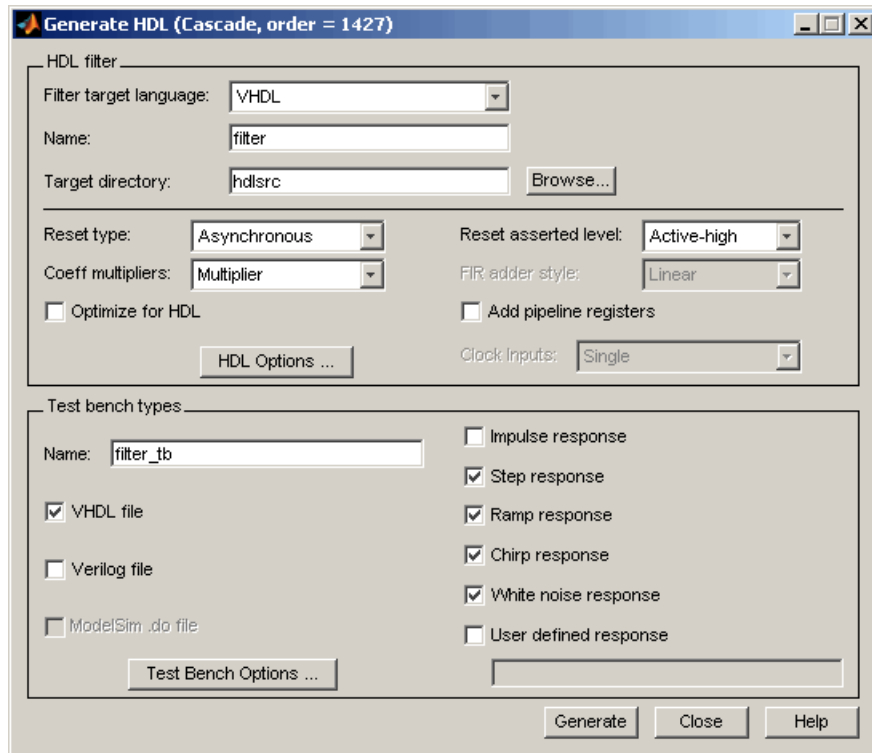 Generate HDL (Cascade, order = 1427)
HDL filter
Filter target language: VHDL
Name: filter
Target directory: hdlsrc Browse...
Reset type: Asynchronous Reset asserted level: Active-high
Coeff multipliers: Multiplier FIR adder style: Linear
Optimize for HDL Add pipeline registers
HDL Options ... Clock Inputs: Single
Test bench types
Impulse response
Name: filter_tb
Step response
VHDL file Ramp response
Chirp response
Verilog file
White noise response
ModelSim .do file User defined response
Test Bench Options ...
Generate Close Help